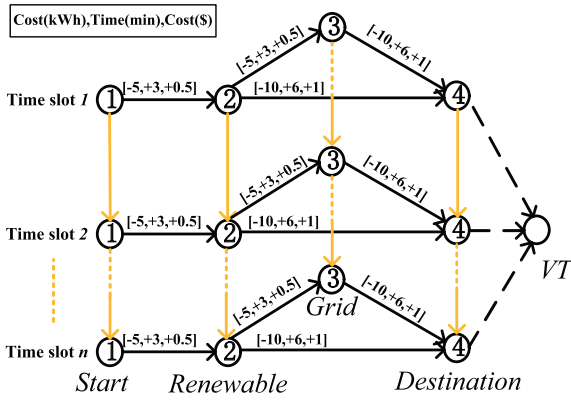 Cost(kWh),Time(min),Cost($)
3
[-5,+3,+0.5]
[-10,+6,+1]
Time slot 1
1
[-5,+3,+0.5]
2
[-10,+6,+1]
4
3
[-5,+3,+0.5]
[-10,+6,+1]
Time slot 2
1
[-5,+3,+0.5]
2
[-10,+6,+1]
4
VT
3
Grid
[-5,+3,+0.5]
[-10,+6,+1]
Time slot n
1
[-5,+3,+0.5]
2
[-10,+6,+1]
4
Start
Renewable
Destination